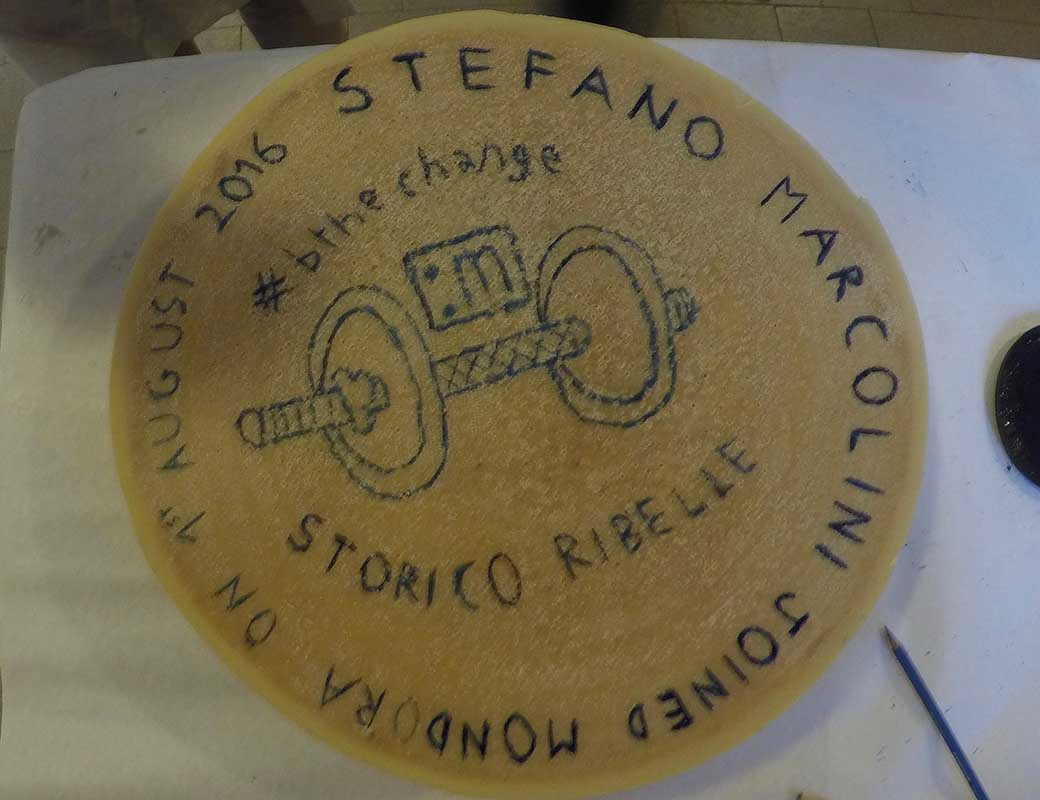 STEFANO MARCOLINI JOINED MONDORA ON 1ST AUGUST 2016
#bthechange
:m
STORICO RIBELLE